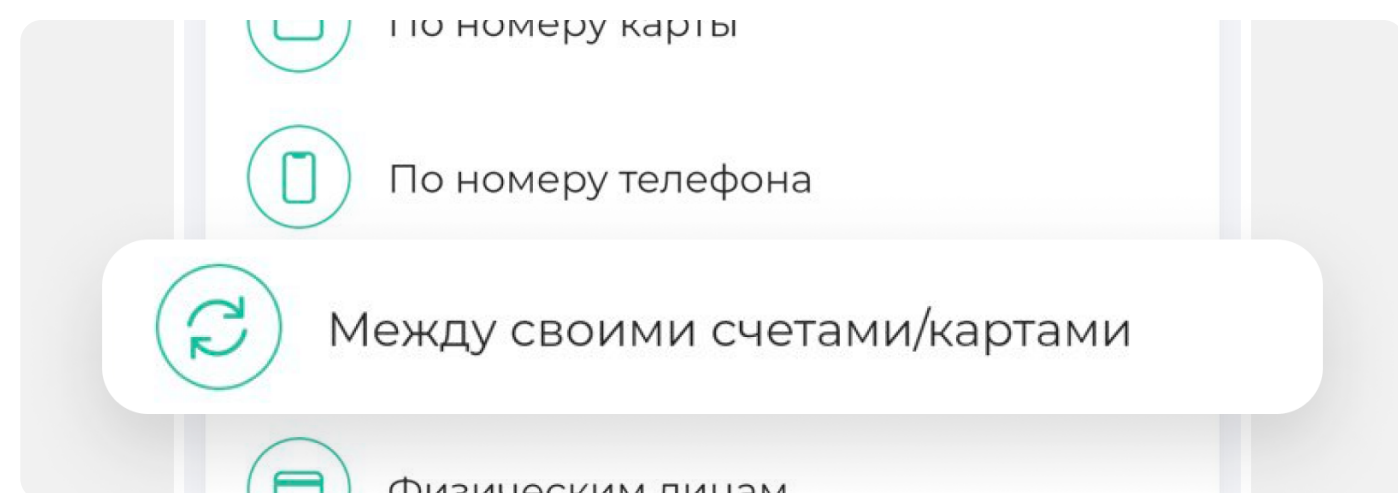 По номеру карты
По номеру телефона
Между своими счетами/картами
Физическим лицам